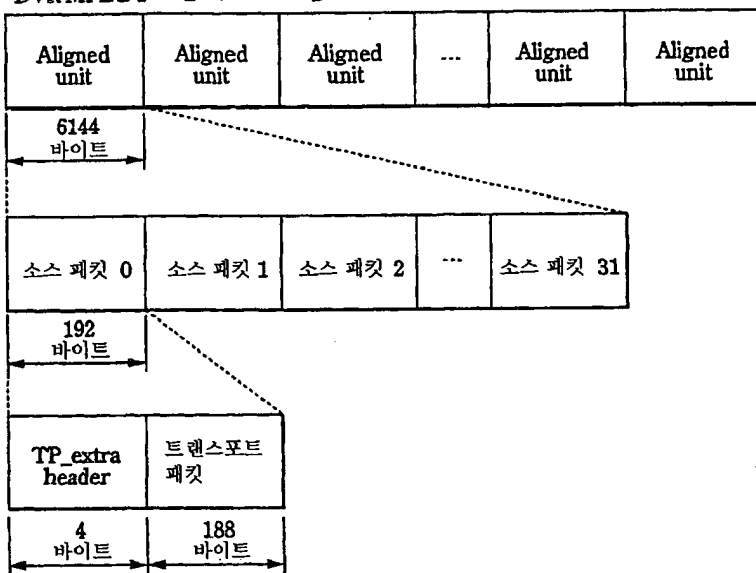 Aligned unit
Aligned unit
Aligned unit
---
Aligned unit
Aligned unit
6144
바이트
소스 패킷 0
소스 패킷 1
소스 패킷 2
---
소스 패킷 31
192
바이트
TP_extra header
트랜스포트 패킷
4
바이트
188
바이트